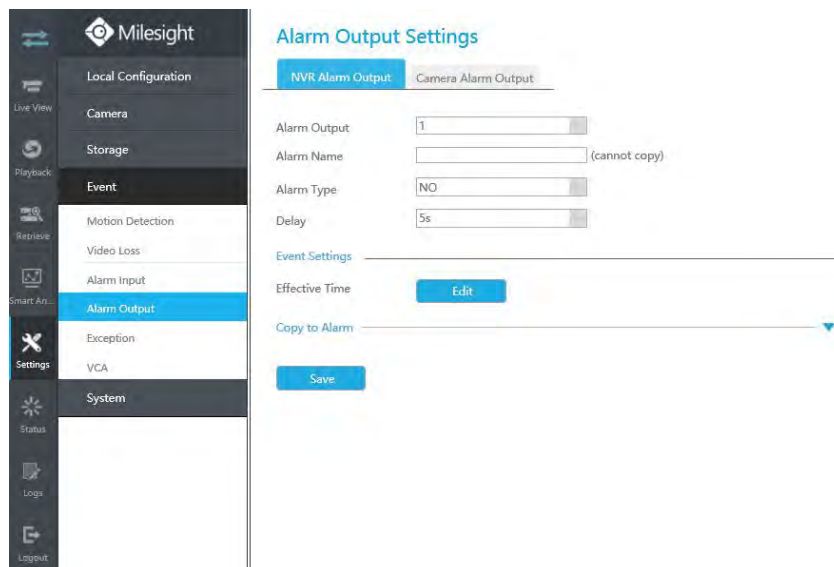 Milesight
Live View
Playback
Retrieve
Smart An...
Settings
Status
Logs
Logout
Local Configuration
Camera
Storage
Event
Motion Detection
Video Loss
Alarm Input
Alarm Output
Exception
VCA
System
Alarm Output Settings
NVR Alarm Output Camera Alarm Output
Alarm Output 1
Alarm Name (cannot copy)
Alarm Type NO
Delay 5s
Event Settings
Effective Time Edit
Copy to Alarm
Save